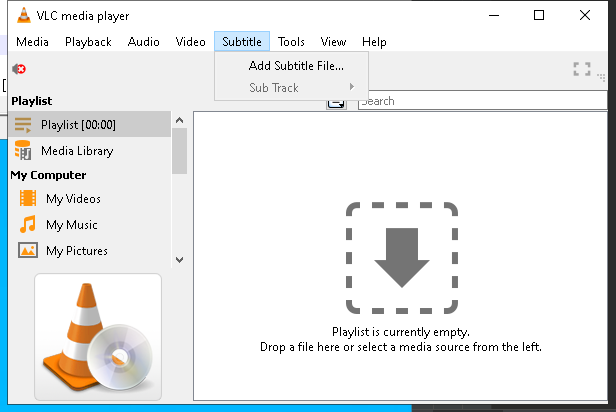 VLC media player
Media Playback Audio Video Subtitle Tools View Help
Add Subtitle File...
Sub Track
Playlist
Search
Playlist [00:00]
Media Library
My Computer
My Videos
My Music
My Pictures
Playlist is currently empty.
Drop a file here or select a media source from the left.